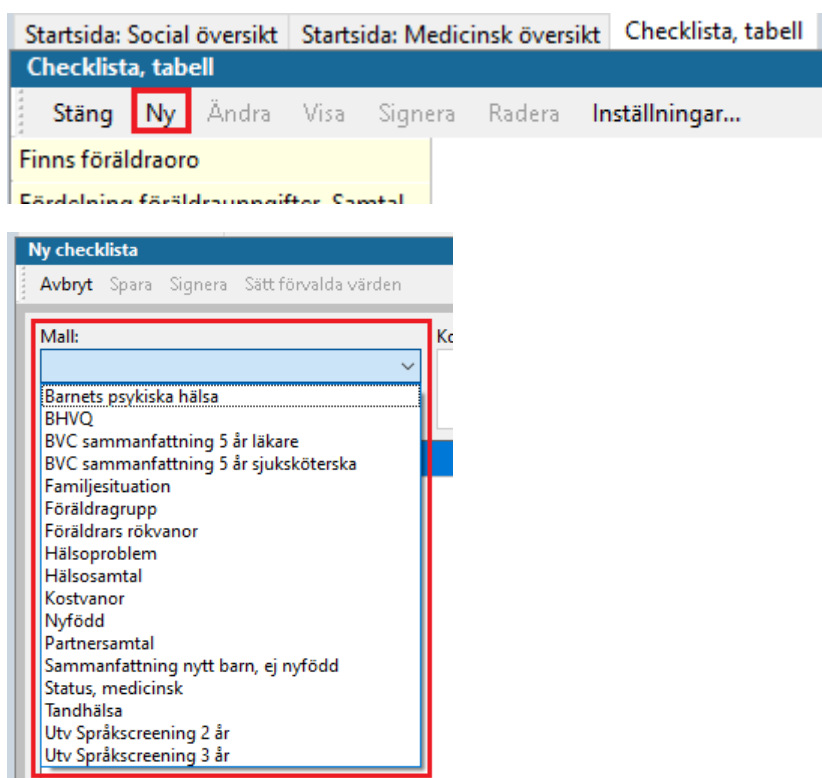 Startsida: Social översikt Startsida: Medicinsk översikt Checklista, tabell
Checklista, tabell
Stäng Ny Ändra Visa Signera Radera Inställningar...
Finns föräldraoro
Fördelning föräldrauppgifter, Samtal
Ny checklista
Avbryt Spara Signera Sätt förvalda värden
Mall:
Barnets psykiska hälsa
BHVQ
BVC sammanfattning 5 år läkare
BVC sammanfattning 5 år sjuksköterska
Familjesituation
Föräldragrupp
Föräldrars rökvanor
Hälsoproblem
Hälsosamtal
Kostvanor
Nyfödd
Partnersamtal
Sammanfattning nytt barn, ej nyfödd
Status, medicinsk
Tandhälsa
Utv Språkscreening 2 år
Utv Språkscreening 3 år